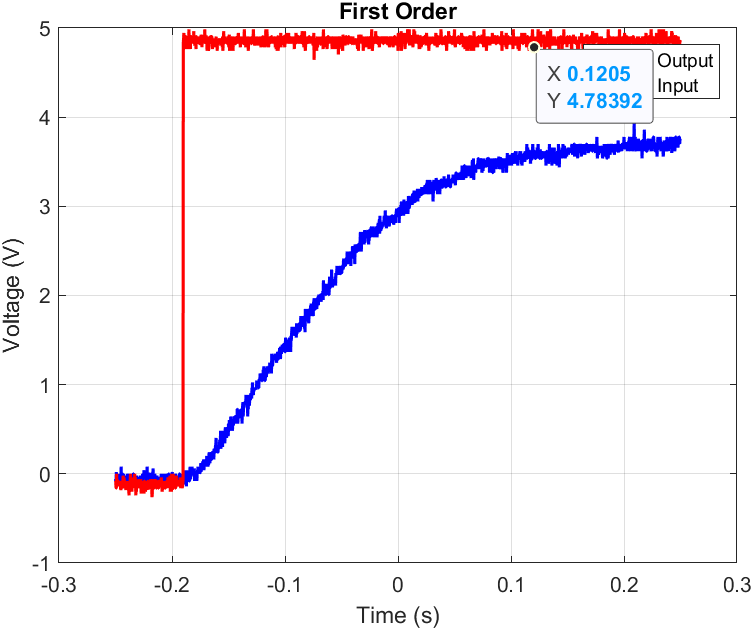 First Order
5
4
3
2
1
0
-1
-0.3
-0.2
-0.1
0
0.1
0.2
0.3
Voltage (V)
Time (s)
Output
Input
X 0.1205
Y 4.78392